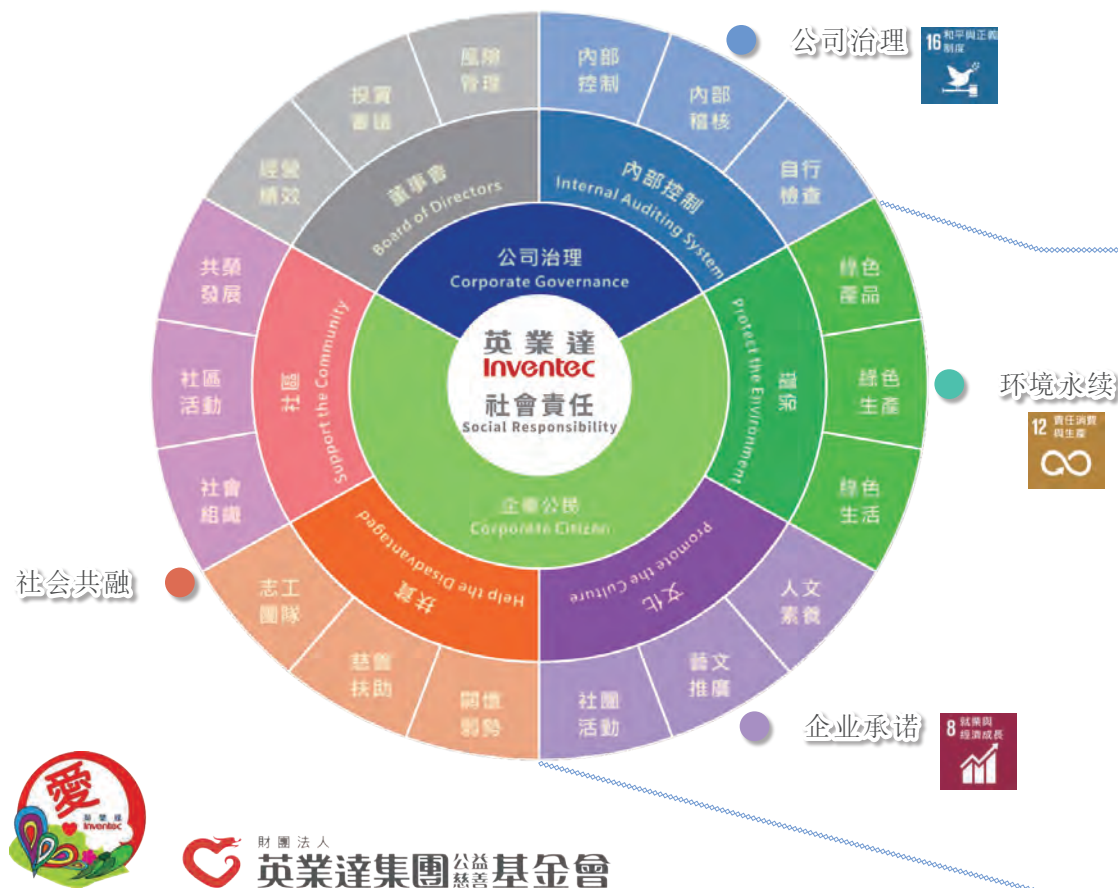 公司治理
16 和平與正義
制度
風險
管理
內部
控制
投資
審議
內部
稽核
經營
績效
自行
檢查
董事會
Board of Directors
內部控制
Internal Auditing System
公司治理
Corporate Governance
共榮
發展
綠色
產品
社區
活動
綠色
生產
社會
組織
綠色
生活
社區
Support the Community
環保
Protect the Environment
英業達
Inventec
社會責任
Social Responsibility
企業公民
Corporate Citizen
环境永续
12 責任消費
與生產
扶貧
Help the Disadvantaged
文化
Promote the Culture
社会共融
志工
團隊
人文
素養
慈善
扶助
藝文
推廣
關懷
弱勢
社團
活動
企业承诺
8 就業與
經濟成長
愛
英業達
Inventec
財團法人
英業達集團公益慈善基金會